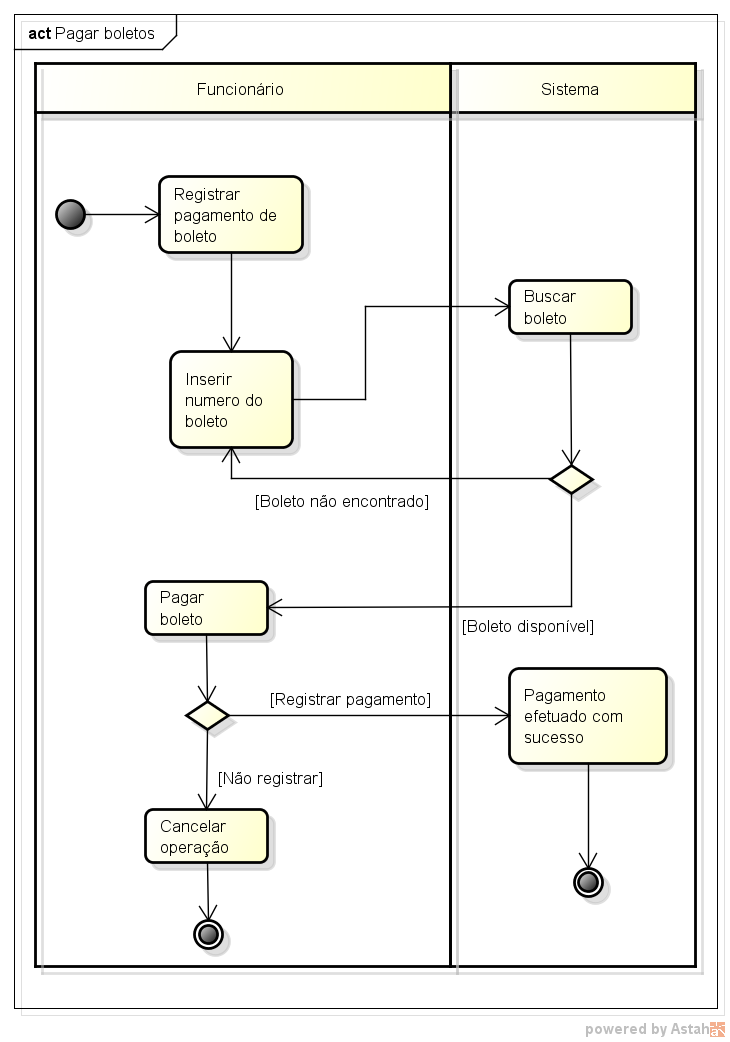 act Pagar boletos
Funcionário
Sistema
Registrar
pagamento de
boleto
Buscar
boleto
Inserir
numero do
boleto
[Boleto não encontrado]
Pagar
boleto
[Boleto disponível]
[Registrar pagamento]
Pagamento
efetuado com
sucesso
[Não registrar]
Cancelar
operação
powered by Astah